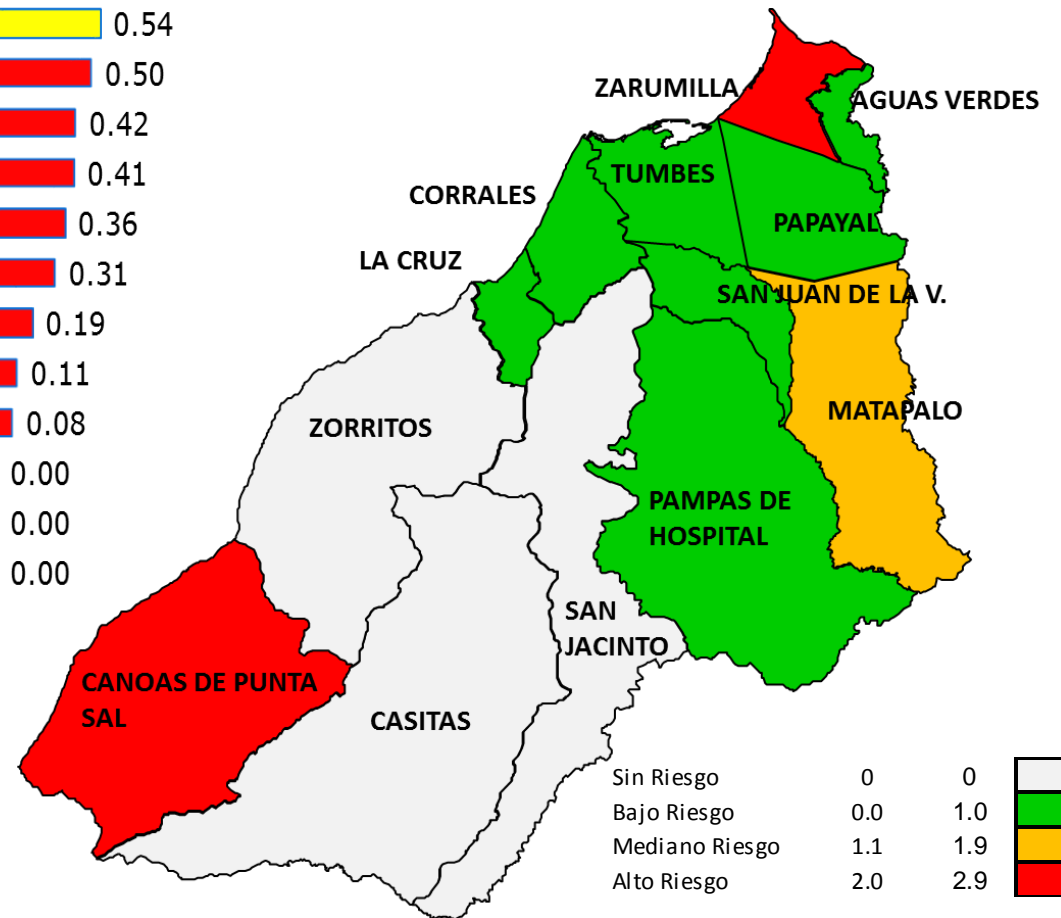 0.54
0.50
0.42
0.41
0.36
0.31
0.19
0.11
0.08
0.00
0.00
0.00
ZARUMILLA
AGUAS VERDES
TUMBES
CORRALES
PAPAYAL
LA CRUZ
SAN JUAN DE LA V.
MATAPALO
ZORRITOS
PAMPAS DE
HOSPITAL
SAN
JACINTO
CANOAS DE PUNTA
SAL
CASITAS
Sin Riesgo 0 0
Bajo Riesgo 0.0 1.0
Mediano Riesgo 1.1 1.9
Alto Riesgo 2.0 2.9